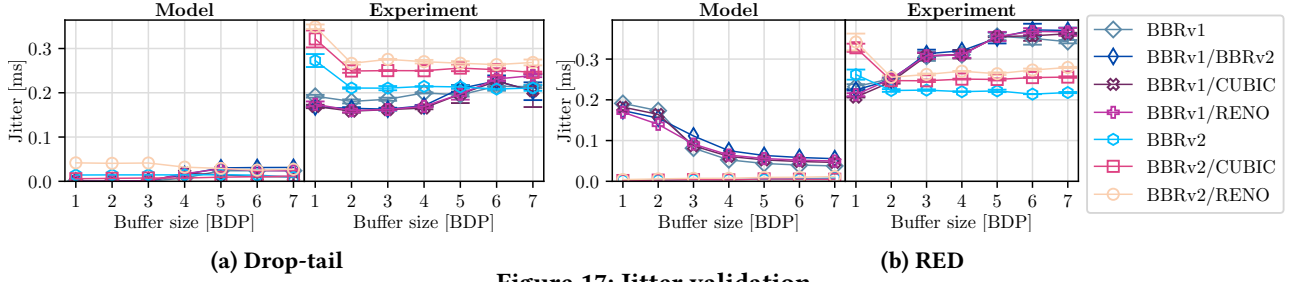 Model Experiment
Jitter [ms]
0.3
0.2
0.1
0.0
1 2 3 4 5 6 7 1 2 3 4 5 6 7
Buffer size [BDP] Buffer size [BDP]
(a) Drop-tail
Model Experiment
Jitter [ms]
0.3
0.2
0.1
0.0
1 2 3 4 5 6 7 1 2 3 4 5 6 7
Buffer size [BDP] Buffer size [BDP]
(b) RED
BBRv1
BBRv1/BBRv2
BBRv1/CUBIC
BBRv1/RENO
BBRv2
BBRv2/CUBIC
BBRv2/RENO
Figure 17: Jitter validation